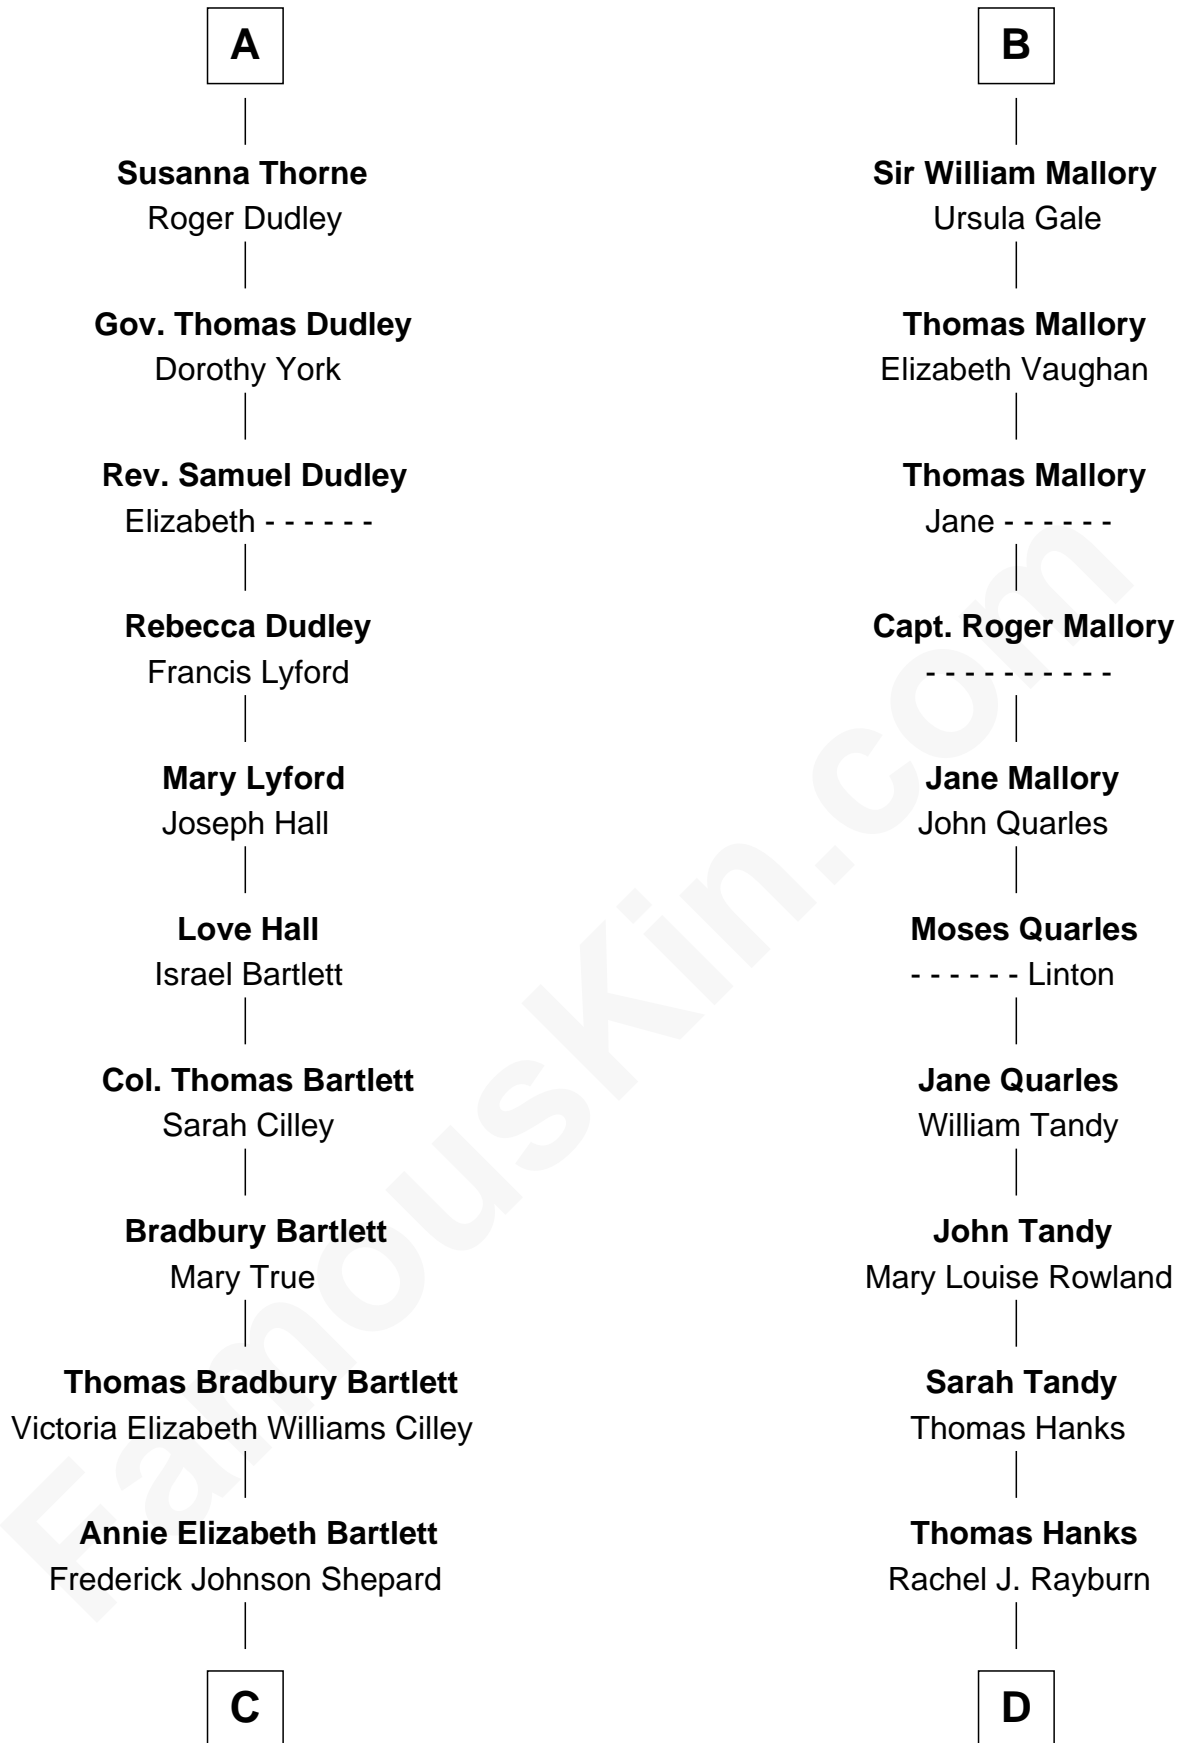 A
Susanna Thorne
Roger Dudley
Gov. Thomas Dudley
Dorothy York
Rev. Samuel Dudley
Elizabeth - - - - - -
Rebecca Dudley
Francis Lyford
Mary Lyford
Joseph Hall
Love Hall
Israel Bartlett
Col. Thomas Bartlett
Sarah Cilley
Bradbury Bartlett
Mary True
Thomas Bradbury Bartlett
Victoria Elizabeth Williams Cilley
Annie Elizabeth Bartlett
Frederick Johnson Shepard
C
B
Sir William Mallory
Ursula Gale
Thomas Mallory
Elizabeth Vaughan
Thomas Mallory
Jane - - - - - -
Capt. Roger Mallory
- - - - - - - - - -
Jane Mallory
John Quarles
Moses Quarles
- - - - - - Linton
Jane Quarles
William Tandy
John Tandy
Mary Louise Rowland
Sarah Tandy
Thomas Hanks
Thomas Hanks
Rachel J. Rayburn
D
FamousKin.com